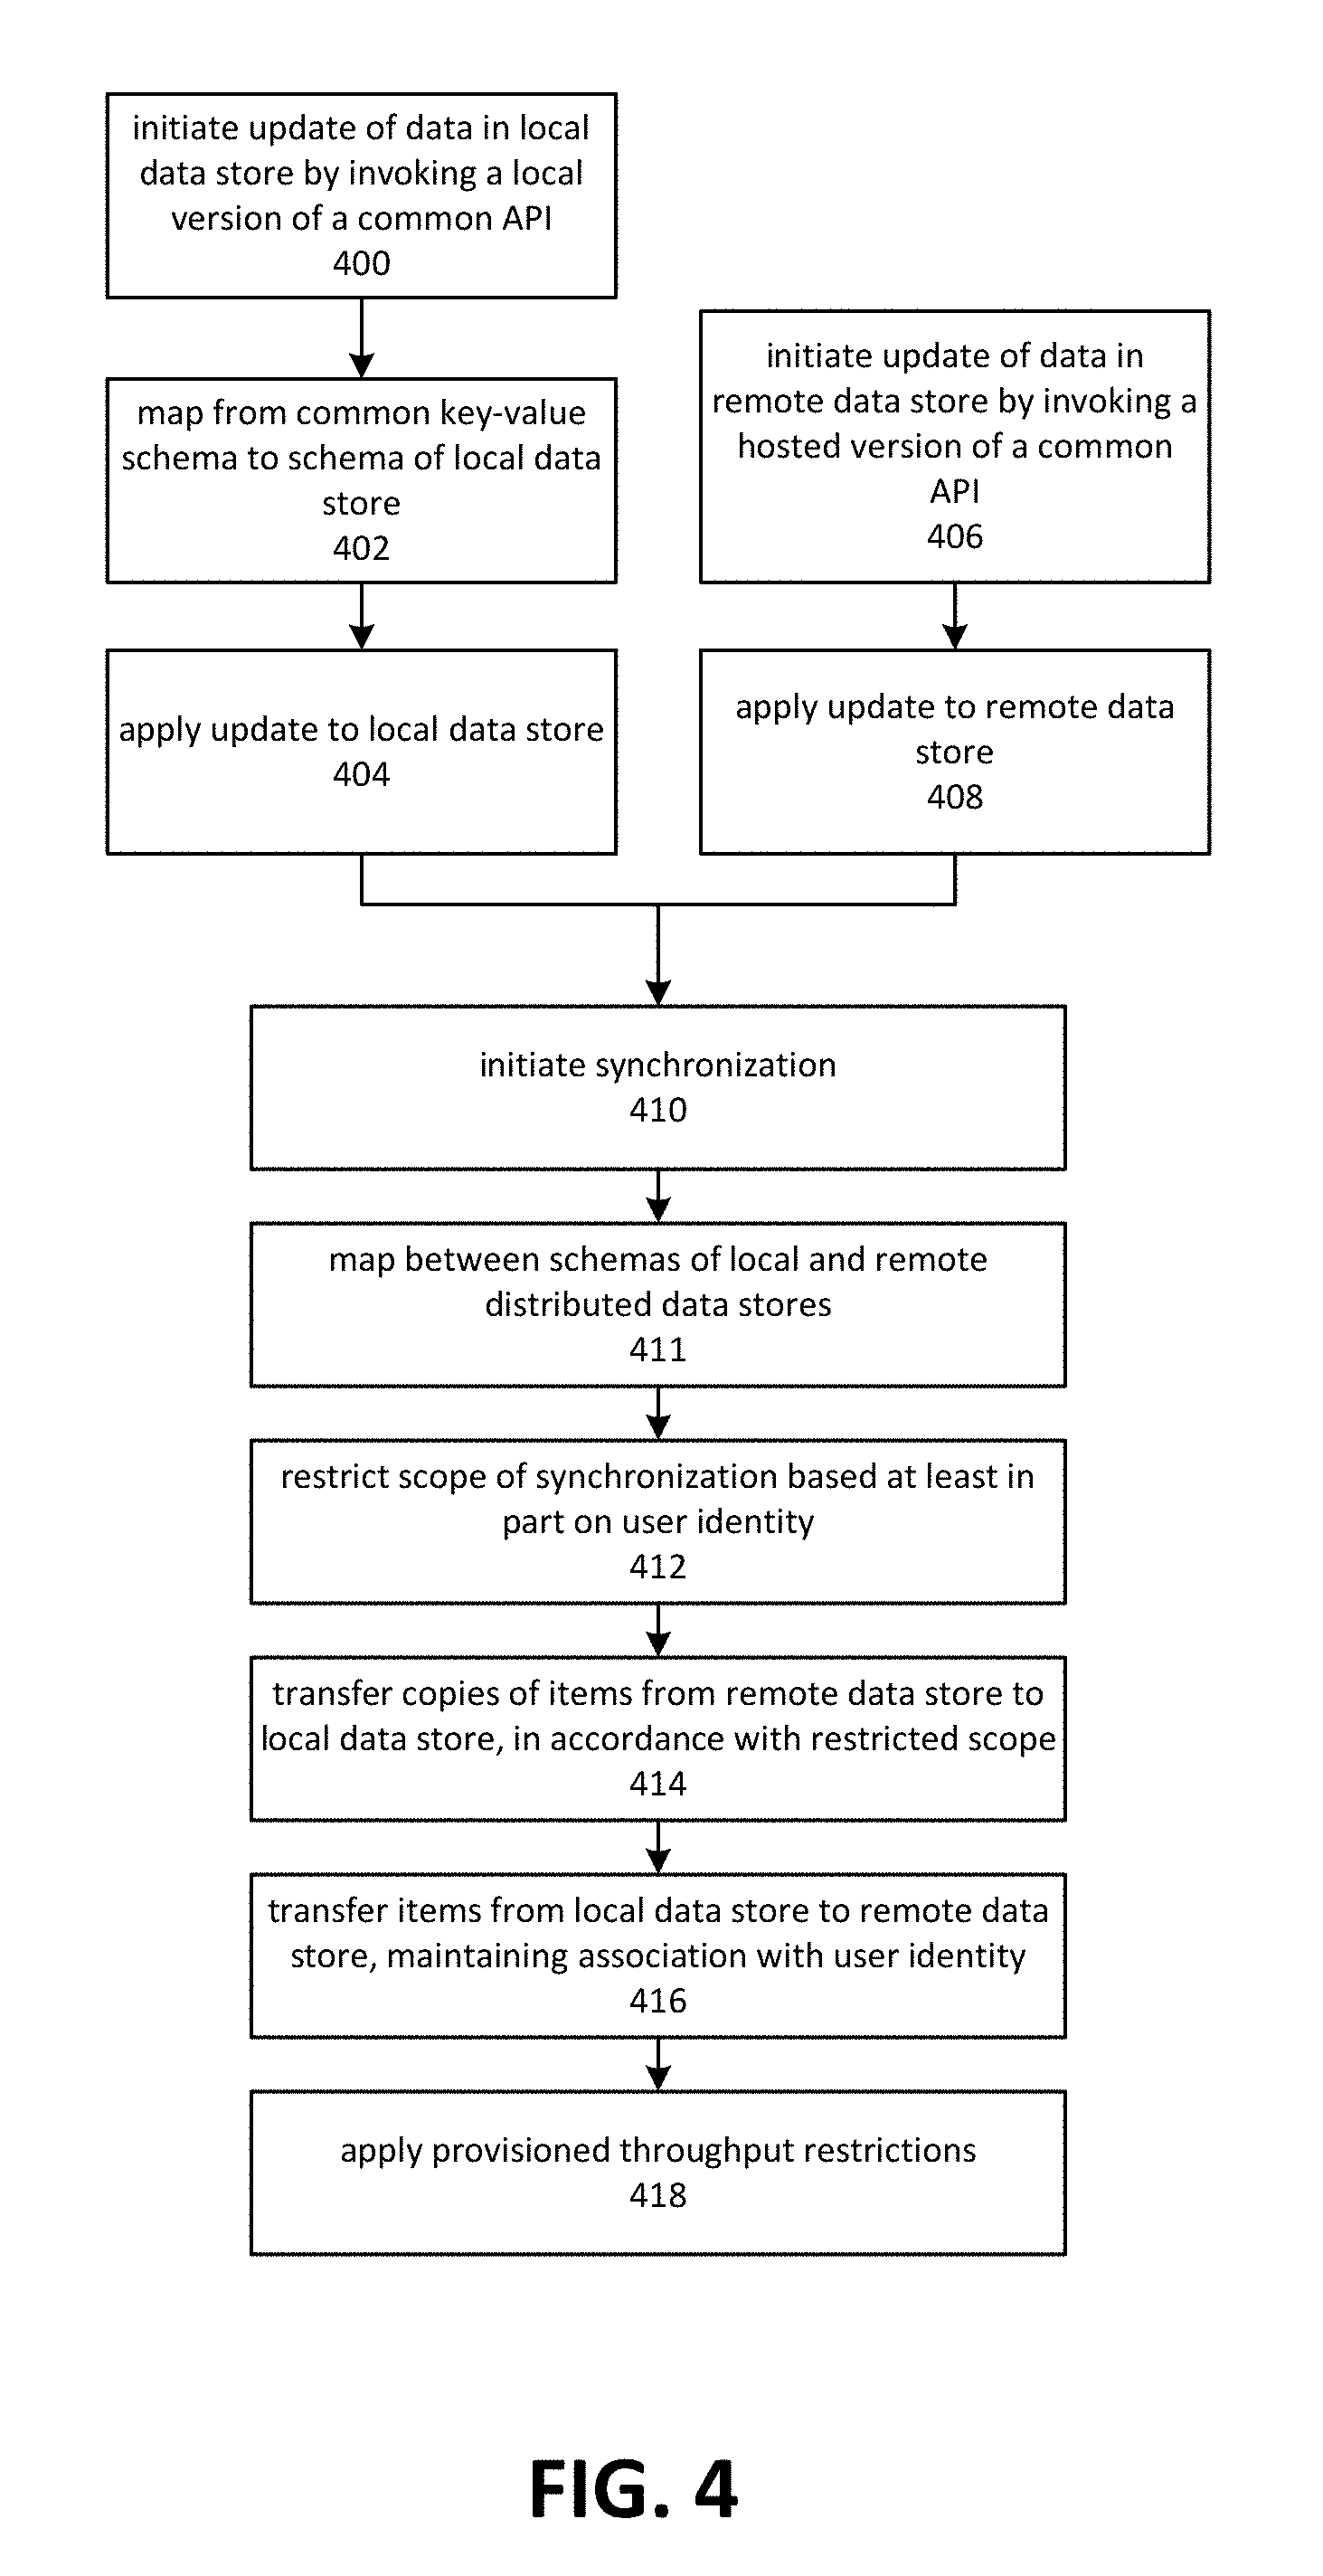 initiate update of data in local
data store by invoking a local
version of a common API
400
map from common key-value
schema to schema of local data
store
402
apply update to local data store
404
initiate update of data in
remote data store by invoking a
hosted version of a common
API
406
apply update to remote data
store
408
initiate synchronization
410
map between schemas of local and remote
distributed data stores
411
restrict scope of synchronization based at least in
part on user identity
412
transfer copies of items from remote data store to
local data store, in accordance with restricted scope
414
transfer items from local data store to remote data
store, maintaining association with user identity
416
apply provisioned throughput restrictions
418
FIG. 4